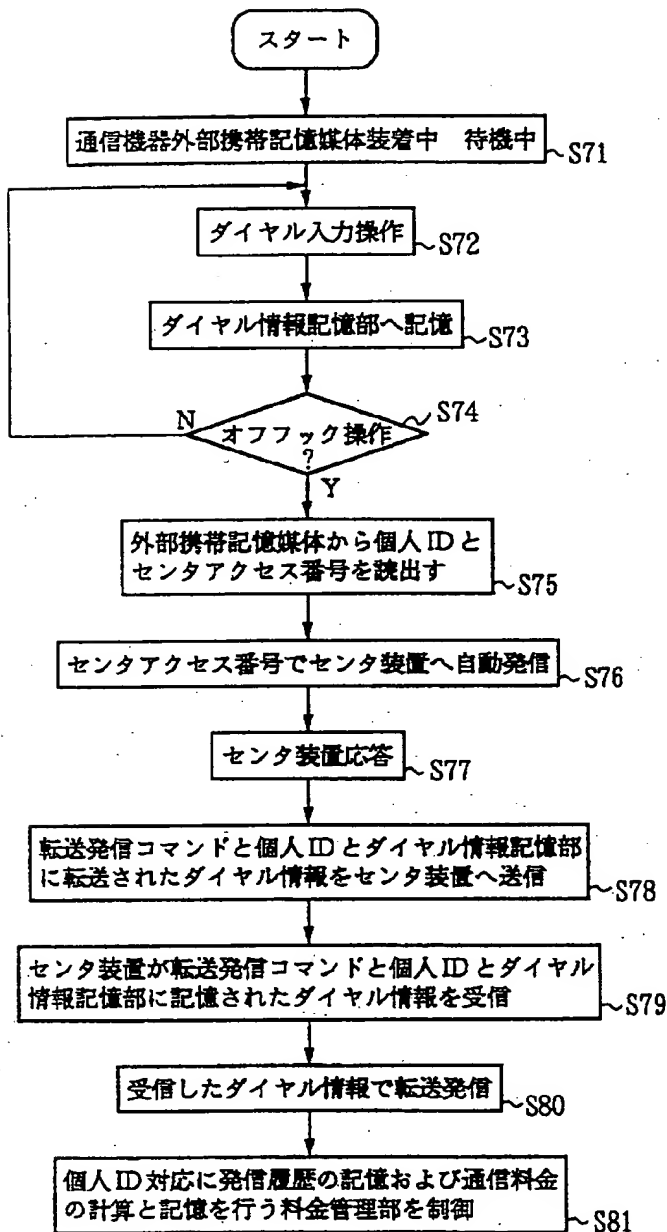 スタート
通信機器外部携帯記憶媒体装着中 待機中
S71
ダイヤル入力操作
S72
ダイヤル情報記憶部へ記憶
S73
N
オフフック操作
?
S74
Y
外部携帯記憶媒体から個人IDと
センタアクセス番号を読出す
S75
センタアクセス番号でセンタ装置へ自動発信
S76
センタ装置応答
S77
転送発信コマンドと個人IDとダイヤル情報記憶部
に転送されたダイヤル情報をセンタ装置へ送信
S78
センタ装置が転送発信コマンドと個人IDとダイヤル
情報記憶部に記憶されたダイヤル情報を受信
S79
受信したダイヤル情報で転送発信
S80
個人ID対応に発信履歴の記憶および通信料金
の計算と記憶を行う料金管理部を制御
S81